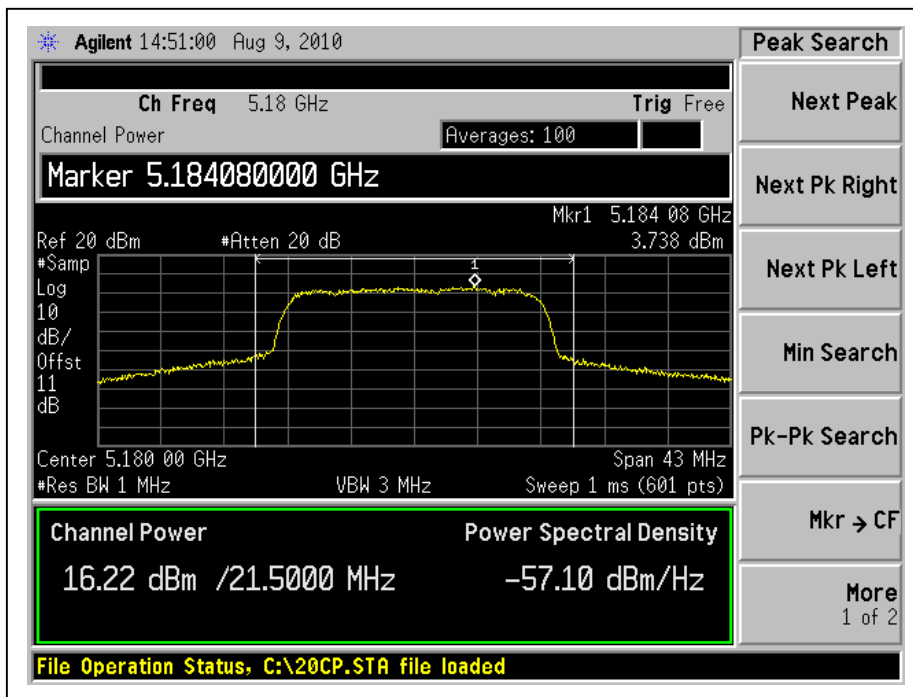 Agilent 14:51:00 Aug 9, 2010
Peak Search
Ch Freq 5.18 GHz Trig Free
Channel Power Averages: 100
Marker 5.184080000 GHz
Mkr1 5.184 08 GHz
Ref 20 dBm #Atten 20 dB 3.738 dBm
#Samp
Log
10
dB/
Offst
11
dB
1
Center 5.180 00 GHz Span 43 MHz
#Res BW 1 MHz VBW 3 MHz Sweep 1 ms (601 pts)
Channel Power Power Spectral Density
16.22 dBm /21.5000 MHz -57.10 dBm/Hz
File Operation Status, C:\20CP.STA file loaded
Next Peak
Next Pk Right
Next Pk Left
Min Search
Pk-Pk Search
Mkr → CF
More
1 of 2